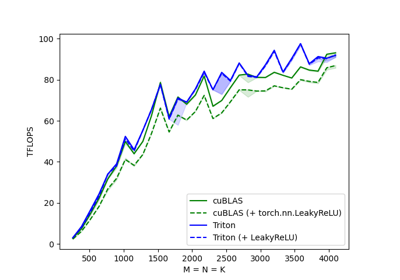 100
80
60
40
20
0
TFLOPS
500 1000 1500 2000 2500 3000 3500 4000
M = N = K
cuBLAS
cuBLAS (+ torch.nn.LeakyReLU)
Triton
Triton (+ LeakyReLU)